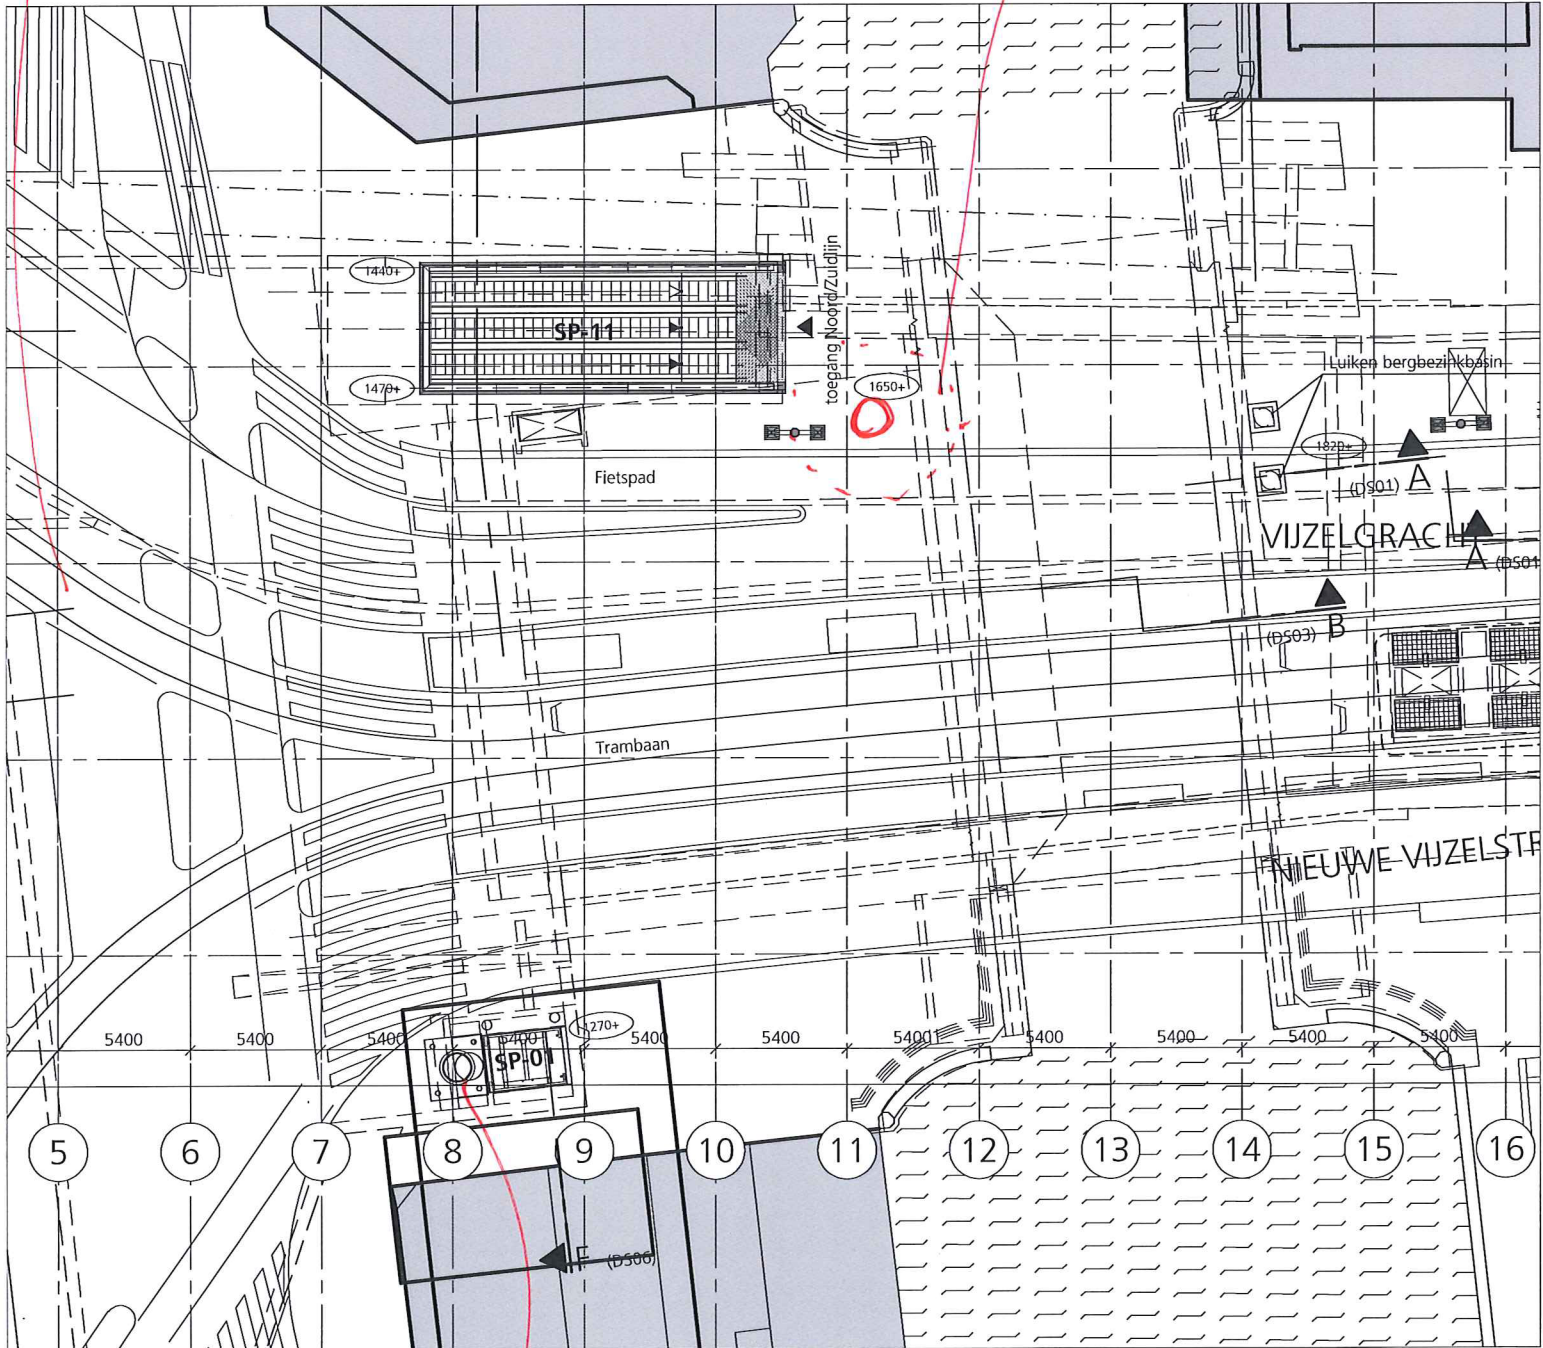 1440+
SP-11
toegang Noord/Zuidlijn
1470+
1650+
Luiken bergbezinkbasin
1820+
Fietspad
(DS01) A
VIJZELGRACHT
A (DS01
(DS03) B
Trambaan
NIEUWE VIJZELSTR
1270+
5400 5400 5400 5400 5400 5400 5400 5400 5400 5400 5400
SP-01
5 6 7 8 9 10 11 12 13 14 15 16
F (DS06)